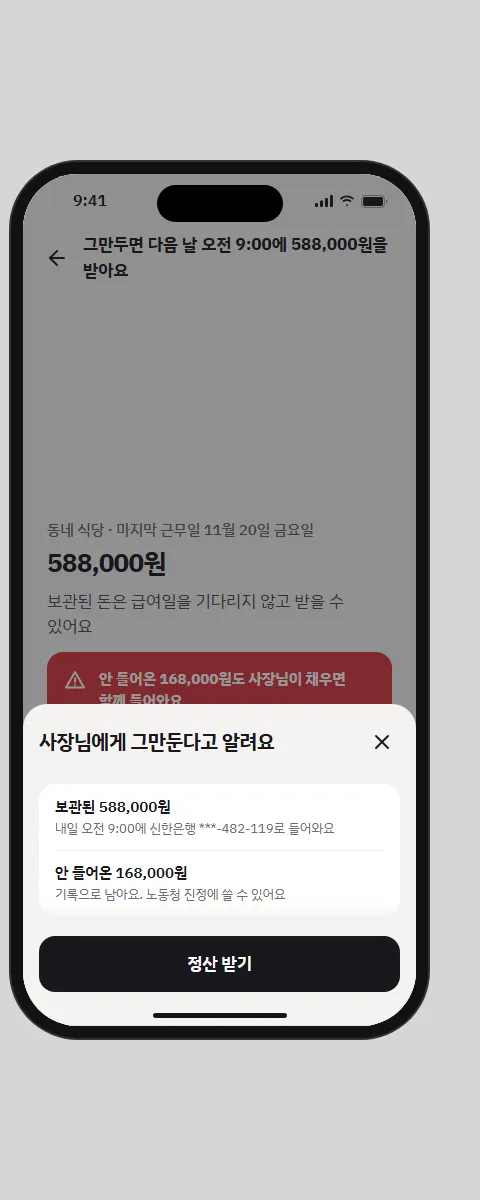 9:41
그만두면 다음 날 오전 9:00에 588,000원을
받아요
동네 식당 · 마지막 근무일 11월 20일 금요일
588,000원
보관된 돈은 급여일을 기다리지 않고 받을 수
있어요
안 들어온 168,000원도 사장님이 채우면
함께 들어와요
사장님에게 그만둔다고 알려요
보관된 588,000원
내일 오전 9:00에 신한은행 ***-482-119로 들어와요
안 들어온 168,000원
기록으로 남아요. 노동청 진정에 쓸 수 있어요
정산 받기